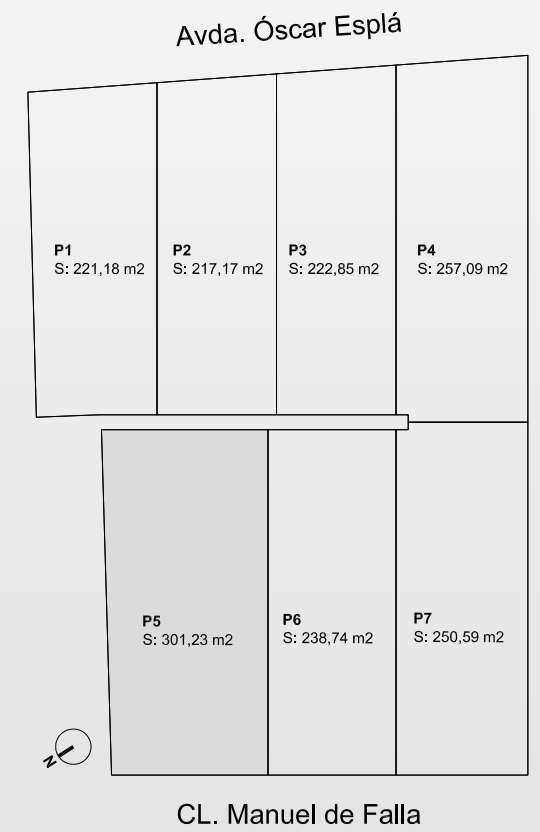 Avda. Óscar Esplá
P1
S: 221,18 m2
P2
S: 217,17 m2
P3
S: 222,85 m2
P4
S: 257,09 m2
P5
S: 301,23 m2
P6
S: 238,74 m2
P7
S: 250,59 m2
N
CL. Manuel de Falla